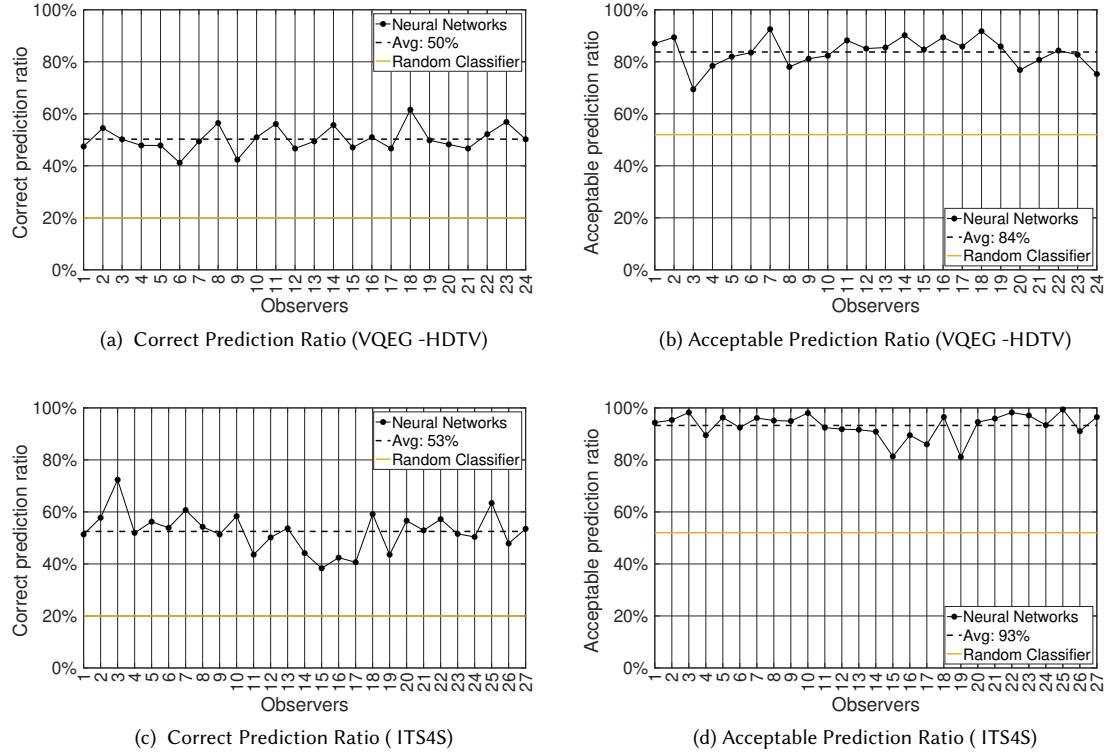 Correct prediction ratio
100%
80%
60%
40%
20%
0%
Neural Networks
Avg: 50%
Random Classifier
1 2 3 4 5 6 7 8 9 10 11 12 13 14 15 16 17 18 19 20 21 22 23 24
Observers
(a) Correct Prediction Ratio (VQEG -HDTV)
Acceptable prediction ratio
100%
80%
60%
40%
20%
0%
Neural Networks
Avg: 84%
Random Classifier
1 2 3 4 5 6 7 8 9 10 11 12 13 14 15 16 17 18 19 20 21 22 23 24
Observers
(b) Acceptable Prediction Ratio (VQEG -HDTV)
Correct prediction ratio
100%
80%
60%
40%
20%
0%
Neural Networks
Avg: 53%
Random Classifier
1 2 3 4 5 6 7 8 9 10 11 12 13 14 15 16 17 18 19 20 21 22 23 24 25 26 27
Observers
(c) Correct Prediction Ratio ( ITS4S)
Acceptable prediction ratio
100%
80%
60%
40%
20%
0%
Neural Networks
Avg: 93%
Random Classifier
1 2 3 4 5 6 7 8 9 10 11 12 13 14 15 16 17 18 19 20 21 22 23 24 25 26 27
Observers
(d) Acceptable Prediction Ratio ( ITS4S)